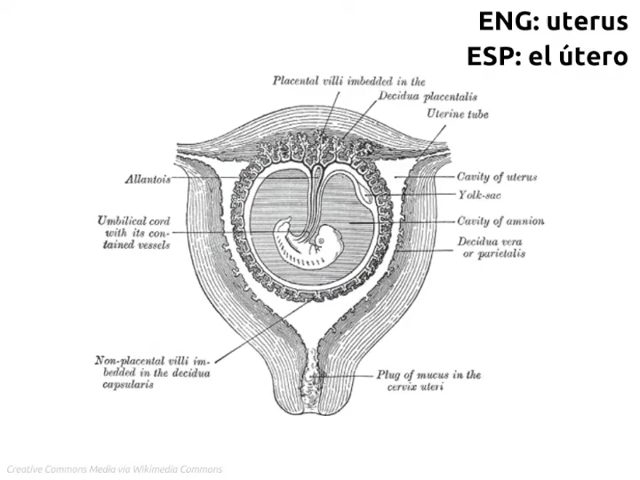 ENG: uterus
ESP: el útero
Placental villi imbedded in the
Decidua placentalis
Uterine tube
Allantois
Cavity of uterus
Yolk-sac
Umbilical cord
with its con-
tained vessels
Cavity of amnion
Decidua vera
or parietalis
Non-placental villi im-
bedded in the decidua
capsularis
Plug of mucus in the
cervix uteri
Creative Commons Media via Wikimedia Commons